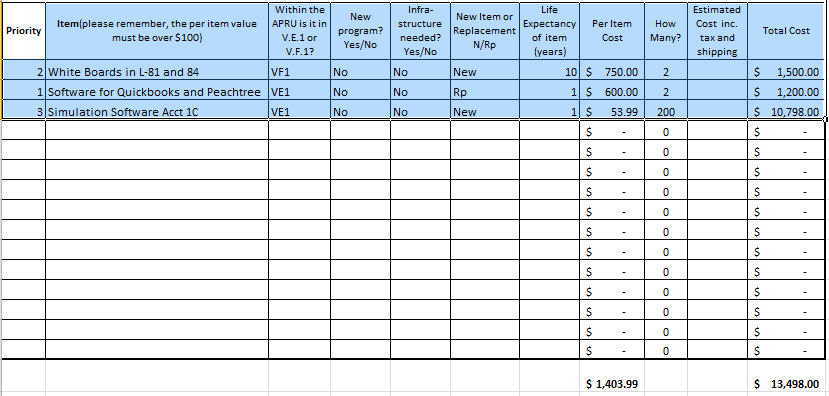 Priority Item(please remember, the per item value must be over $100) Within the APRU is it in V.E.1 or V.F.1? New program? Yes/No Infra-structure needed? Yes/No New Item or Replacement N/Rp Life Expectancy of item (years) Per Item Cost How Many? Estimated Cost inc. tax and shipping Total Cost
2 White Boards in L-81 and 84 VF1 No No New 10 $ 750.00 2 $ 1,500.00
1 Software for Quickbooks and Peachtree VE1 No No Rp 1 $ 600.00 2 $ 1,200.00
3 Simulation Software Acct 1C VE1 No No New 1 $ 53.99 200 $ 10,798.00
$ - 0 $ -
$ - 0 $ -
$ - 0 $ -
$ - 0 $ -
$ - 0 $ -
$ - 0 $ -
$ - 0 $ -
$ - 0 $ -
$ - 0 $ -
$ - 0 $ -
$ - 0 $ -
$ - 0 $ -
$ 1,403.99 $ 13,498.00